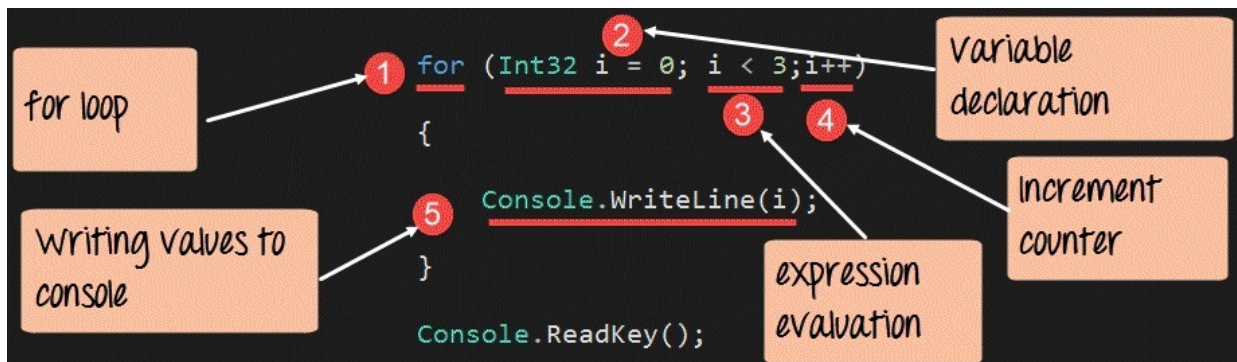 for loop
1 for (Int32 i = 0; i < 3;i++)
2
Variable
declaration
{
3
4
5 Console.WriteLine(i);
Increment
counter
Writing values to
console
}
expression
evaluation
Console.ReadKey();